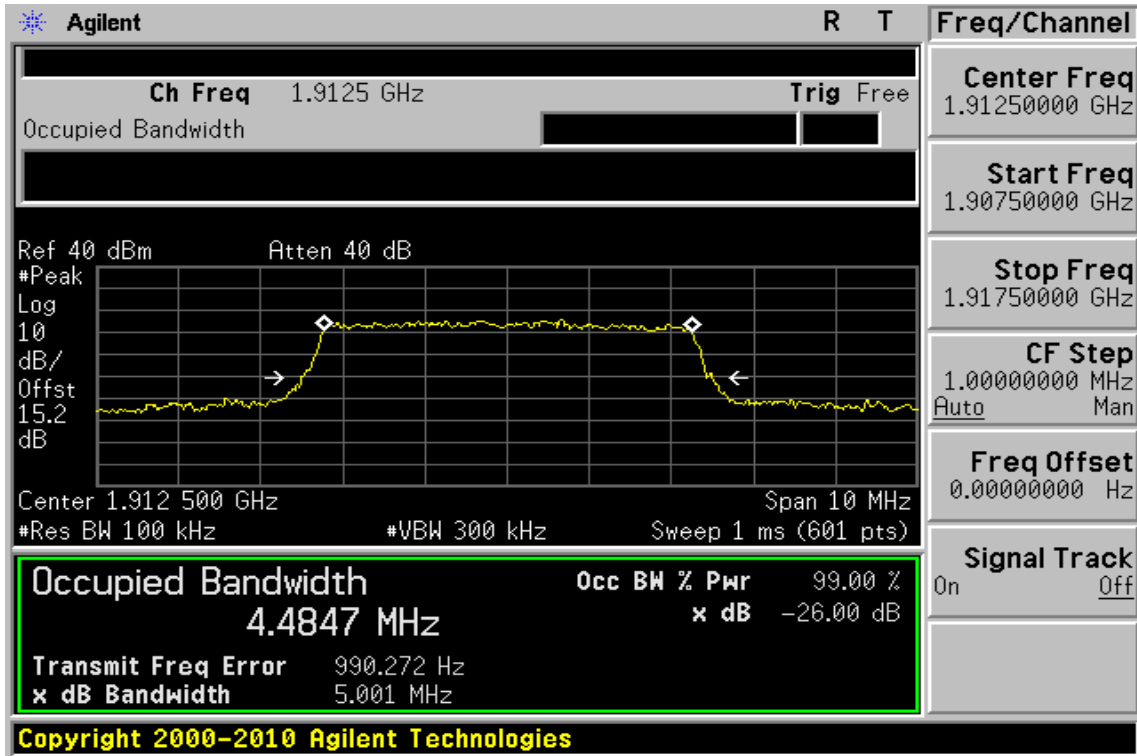 Agilent R T Freq/Channel
Ch Freq 1.9125 GHz Trig Free
Occupied Bandwidth
Center Freq
1.91250000 GHz
Start Freq
1.90750000 GHz
Stop Freq
1.91750000 GHz
CF Step
1.00000000 MHz
Auto Man
Freq Offset
0.00000000 Hz
Signal Track
On Off
Ref 40 dBm Atten 40 dB
#Peak
Log
10
dB/
Offst
15.2
dB
Center 1.912 500 GHz Span 10 MHz
#Res BW 100 kHz #VBW 300 kHz Sweep 1 ms (601 pts)
Occupied Bandwidth
4.4847 MHz
Occ BW % Pwr 99.00 %
x dB -26.00 dB
Transmit Freq Error 990.272 Hz
x dB Bandwidth 5.001 MHz
Copyright 2000-2010 Agilent Technologies